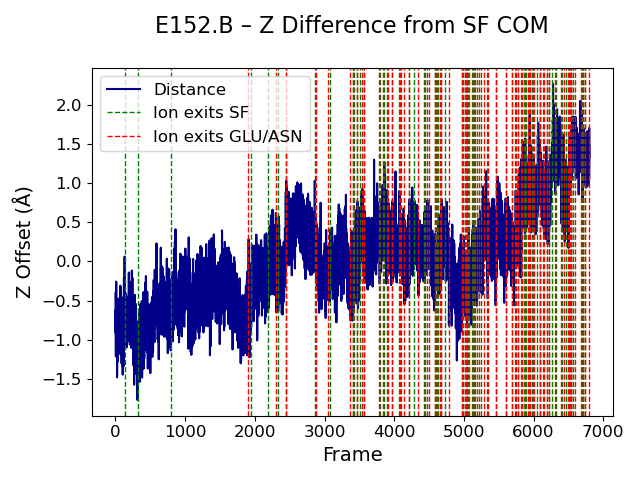 E152.B – Z Difference from SF COM
Distance
Ion exits SF
Ion exits GLU/ASN
Z Offset (Å)
2.0
1.5
1.0
0.5
0.0
−0.5
−1.0
−1.5
0 1000 2000 3000 4000 5000 6000 7000
Frame